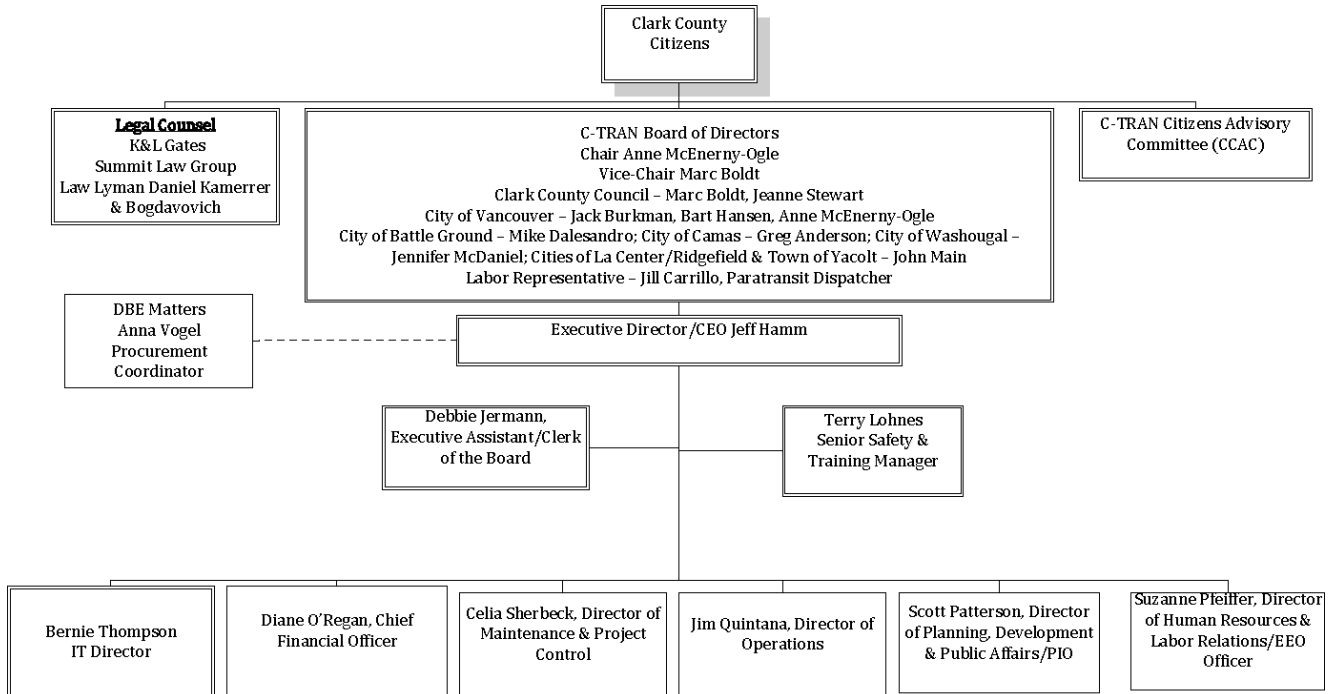 Clark County
Citizens
Legal Counsel
K&L Gates
Summit Law Group
Law Lyman Daniel Kamerrer
& Bogdavovich
C-TRAN Board of Directors
Chair Anne McEnerny-Ogle
Vice-Chair Marc Boldt
Clark County Council – Marc Boldt, Jeanne Stewart
City of Vancouver – Jack Burkman, Bart Hansen, Anne McEnerny-Ogle
City of Battle Ground – Mike Dalesandro; City of Camas – Greg Anderson; City of Washougal –
Jennifer McDaniel; Cities of La Center/Ridgefield & Town of Yacolt – John Main
Labor Representative – Jill Carrillo, Paratransit Dispatcher
C-TRAN Citizens Advisory
Committee (CCAC)
DBE Matters
Anna Vogel
Procurement
Coordinator
Executive Director/CEO Jeff Hamm
Debbie Jermann,
Executive Assistant/Clerk
of the Board
Terry Lohnes
Senior Safety &
Training Manager
Bernie Thompson
IT Director
Diane O'Regan, Chief
Financial Officer
Celia Sherbeck, Director of
Maintenance & Project
Control
Jim Quintana, Director of
Operations
Scott Patterson, Director
of Planning, Development
& Public Affairs/PIO
Suzanne Pfeiffer, Director
of Human Resources &
Labor Relations/EEO
Officer